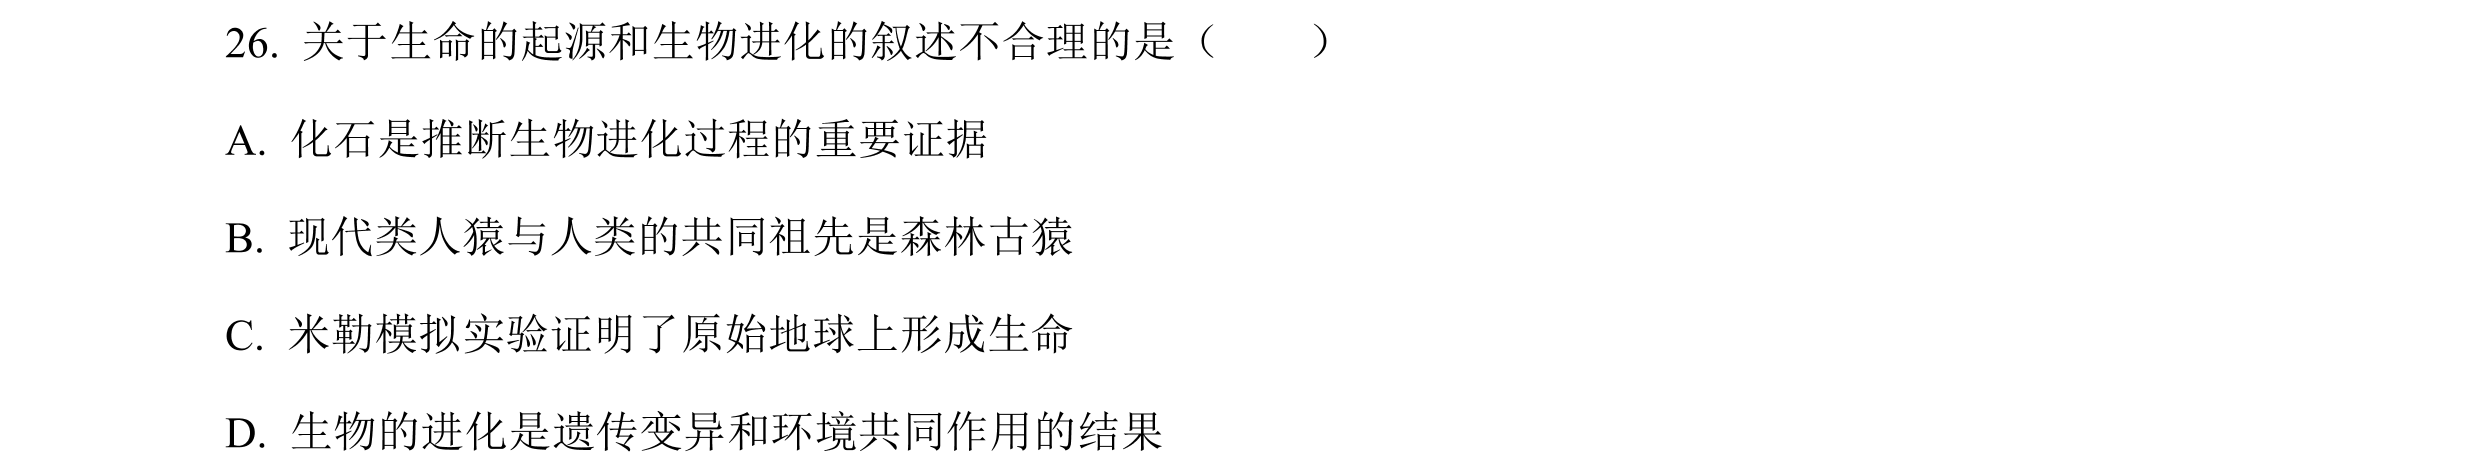 26. 关于生命的起源和生物进化的叙述不合理的是（　　）
A. 化石是推断生物进化过程的重要证据
B. 现代类人猿与人类的共同祖先是森林古猿
C. 米勒模拟实验证明了原始地球上形成生命
D. 生物的进化是遗传变异和环境共同作用的结果